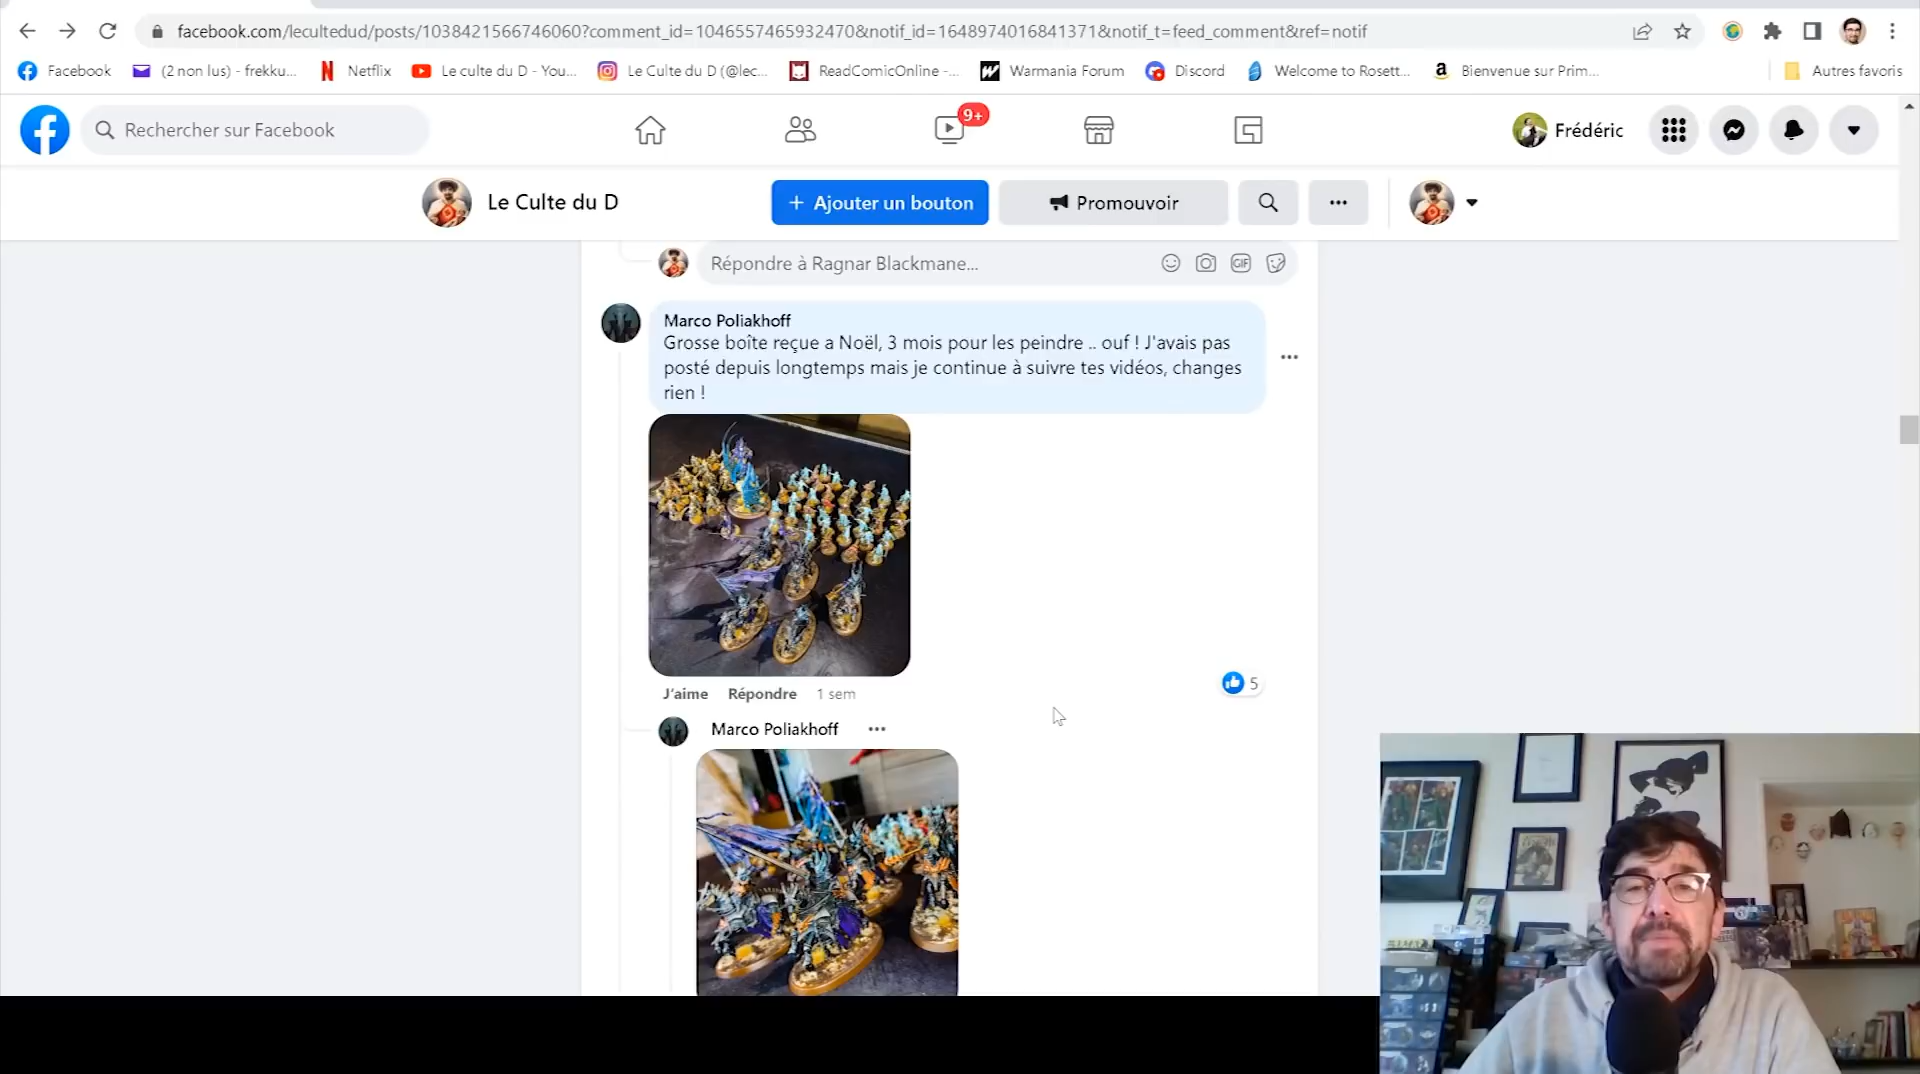 facebook.com/lecultedud/posts/1038421566746060?comment_id=1046557465932470&notif_id=1648974016841371&notif_t=feed_comment&ref=notif
Facebook
(2 non lus) - frekku...
Netflix
Le culte du D - You...
Le Culte du D (@lec...
ReadComicOnline -...
Warmania Forum
Discord
Welcome to Rosett...
Bienvenue sur Prim...
Autres favoris
Rechercher sur Facebook
9+
Frédéric
Le Culte du D
+ Ajouter un bouton
Promouvoir
Répondre à Ragnar Blackmane...
GIF
Marco Poliakhoff
Grosse boîte reçue a Noël, 3 mois pour les peindre .. ouf ! J'avais pas
posté depuis longtemps mais je continue à suivre tes vidéos, changes
rien !
J'aime Répondre 1 sem
5
Marco Poliakhoff